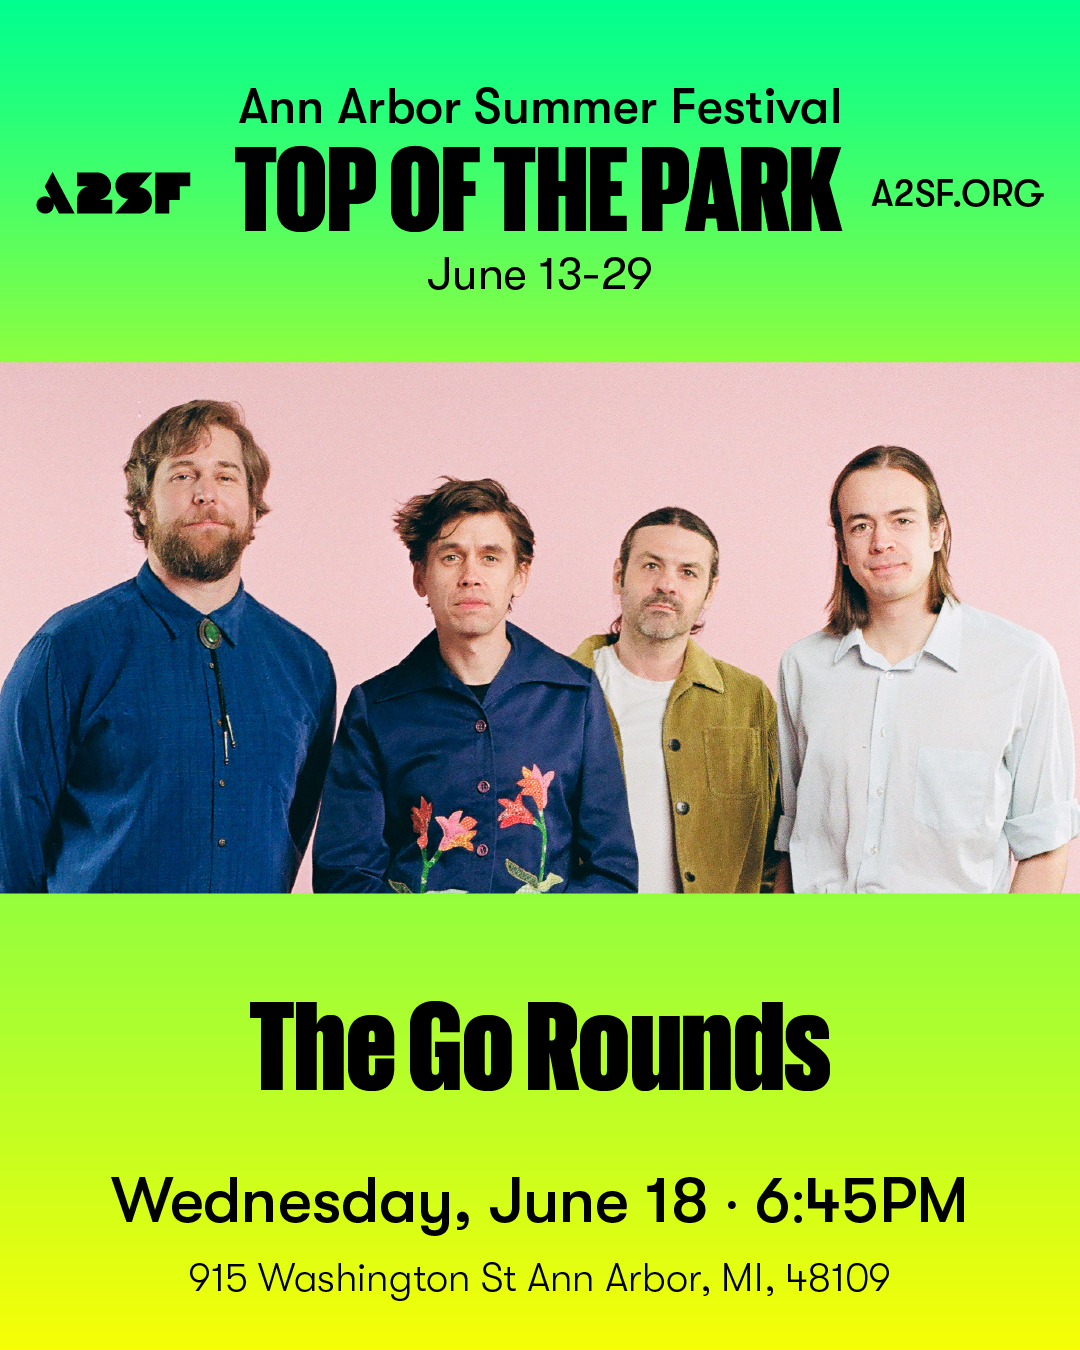 Ann Arbor Summer Festival
A2SF
TOP OF THE PARK
A2SF.ORG
June 13-29
The Go Rounds
Wednesday, June 18 · 6:45PM
915 Washington St Ann Arbor, MI, 48109